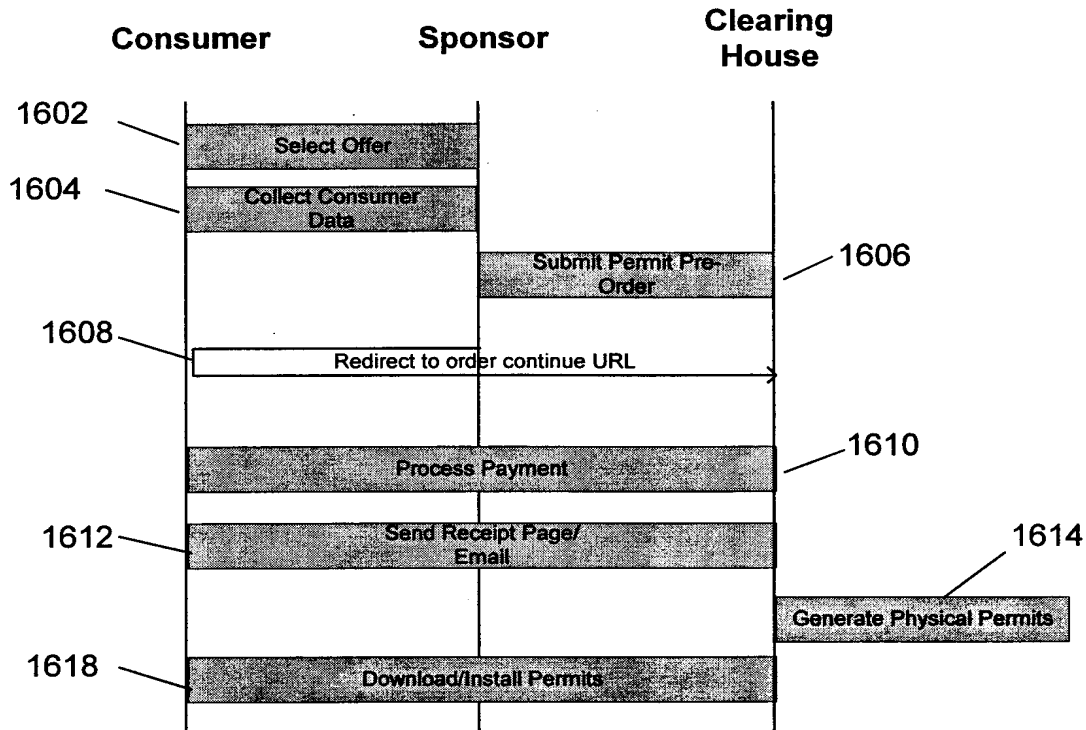 Consumer
Sponsor
Clearing
House
1602
Select Offer
1604
Collect Consumer
Data
Submit Permit Pre-
Order
1606
1608
Redirect to order continue URL
Process Payment
1610
1612
Send Receipt Page/
Email
1614
Generate Physical Permits
1618
Download/Install Permits